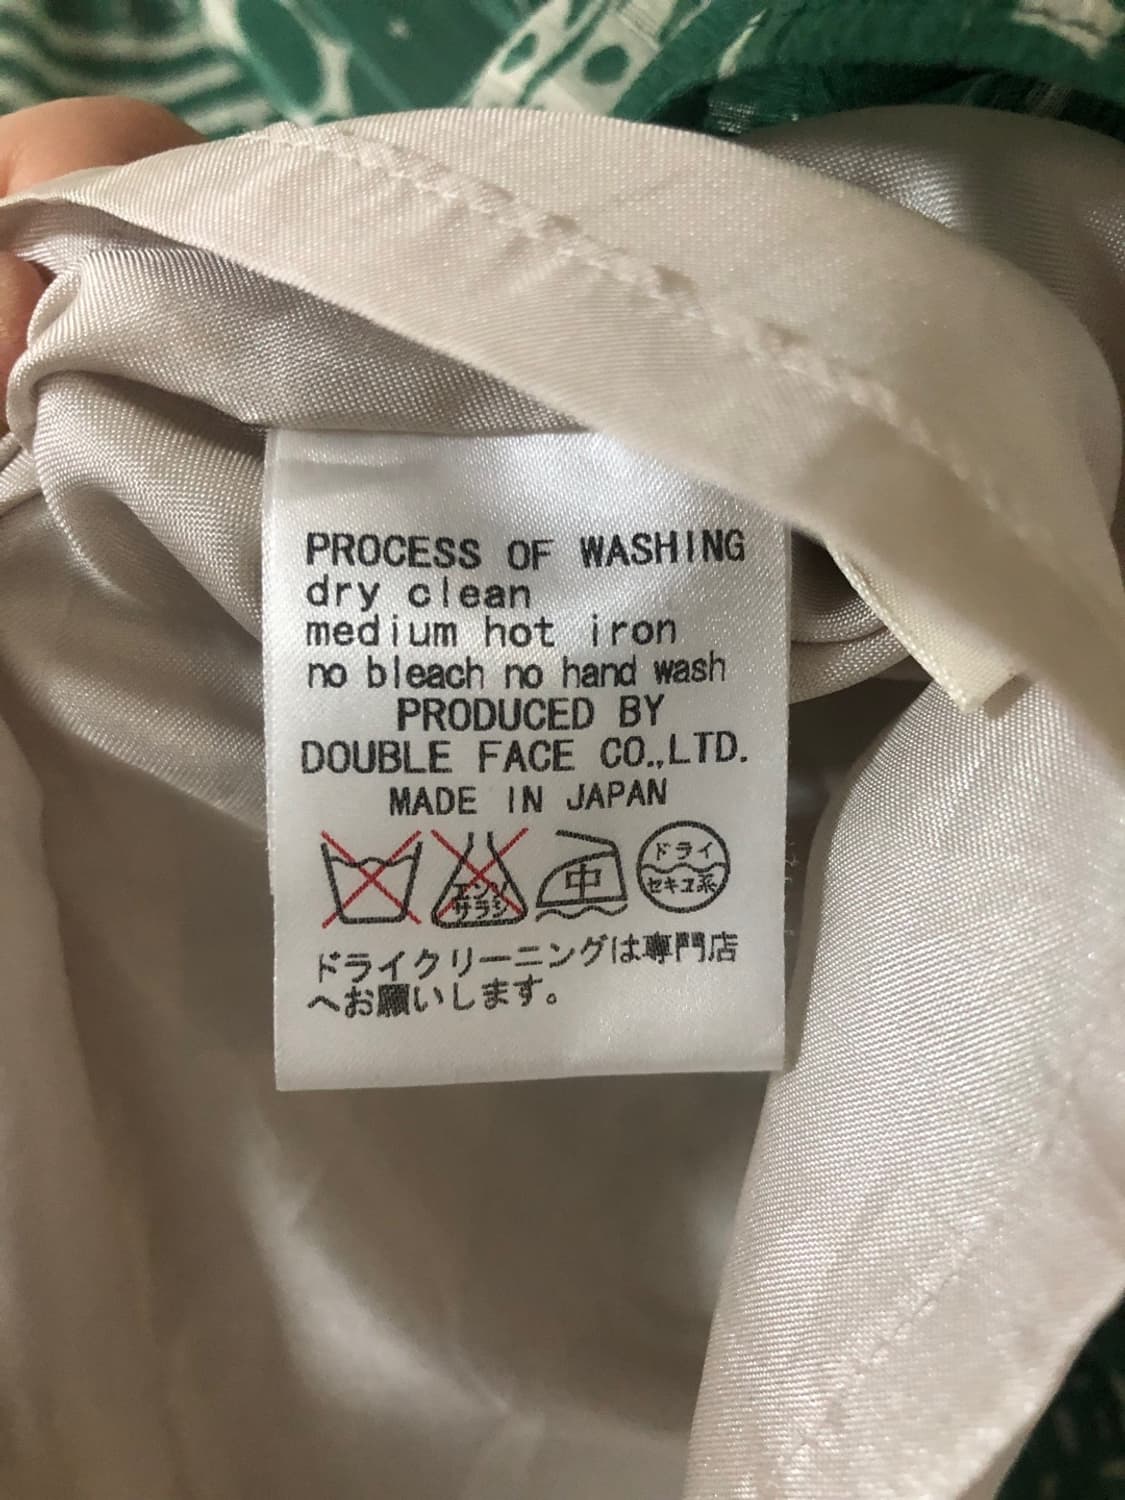 PROCESS OF WASHING
dry clean
medium hot iron
no bleach no hand wash
PRODUCED BY
DOUBLE FACE CO.,LTD.
MADE IN JAPAN
エンソ
サラシ
中
ドライ
セキユ系
ドライクリーニングは専門店
へお願いします。